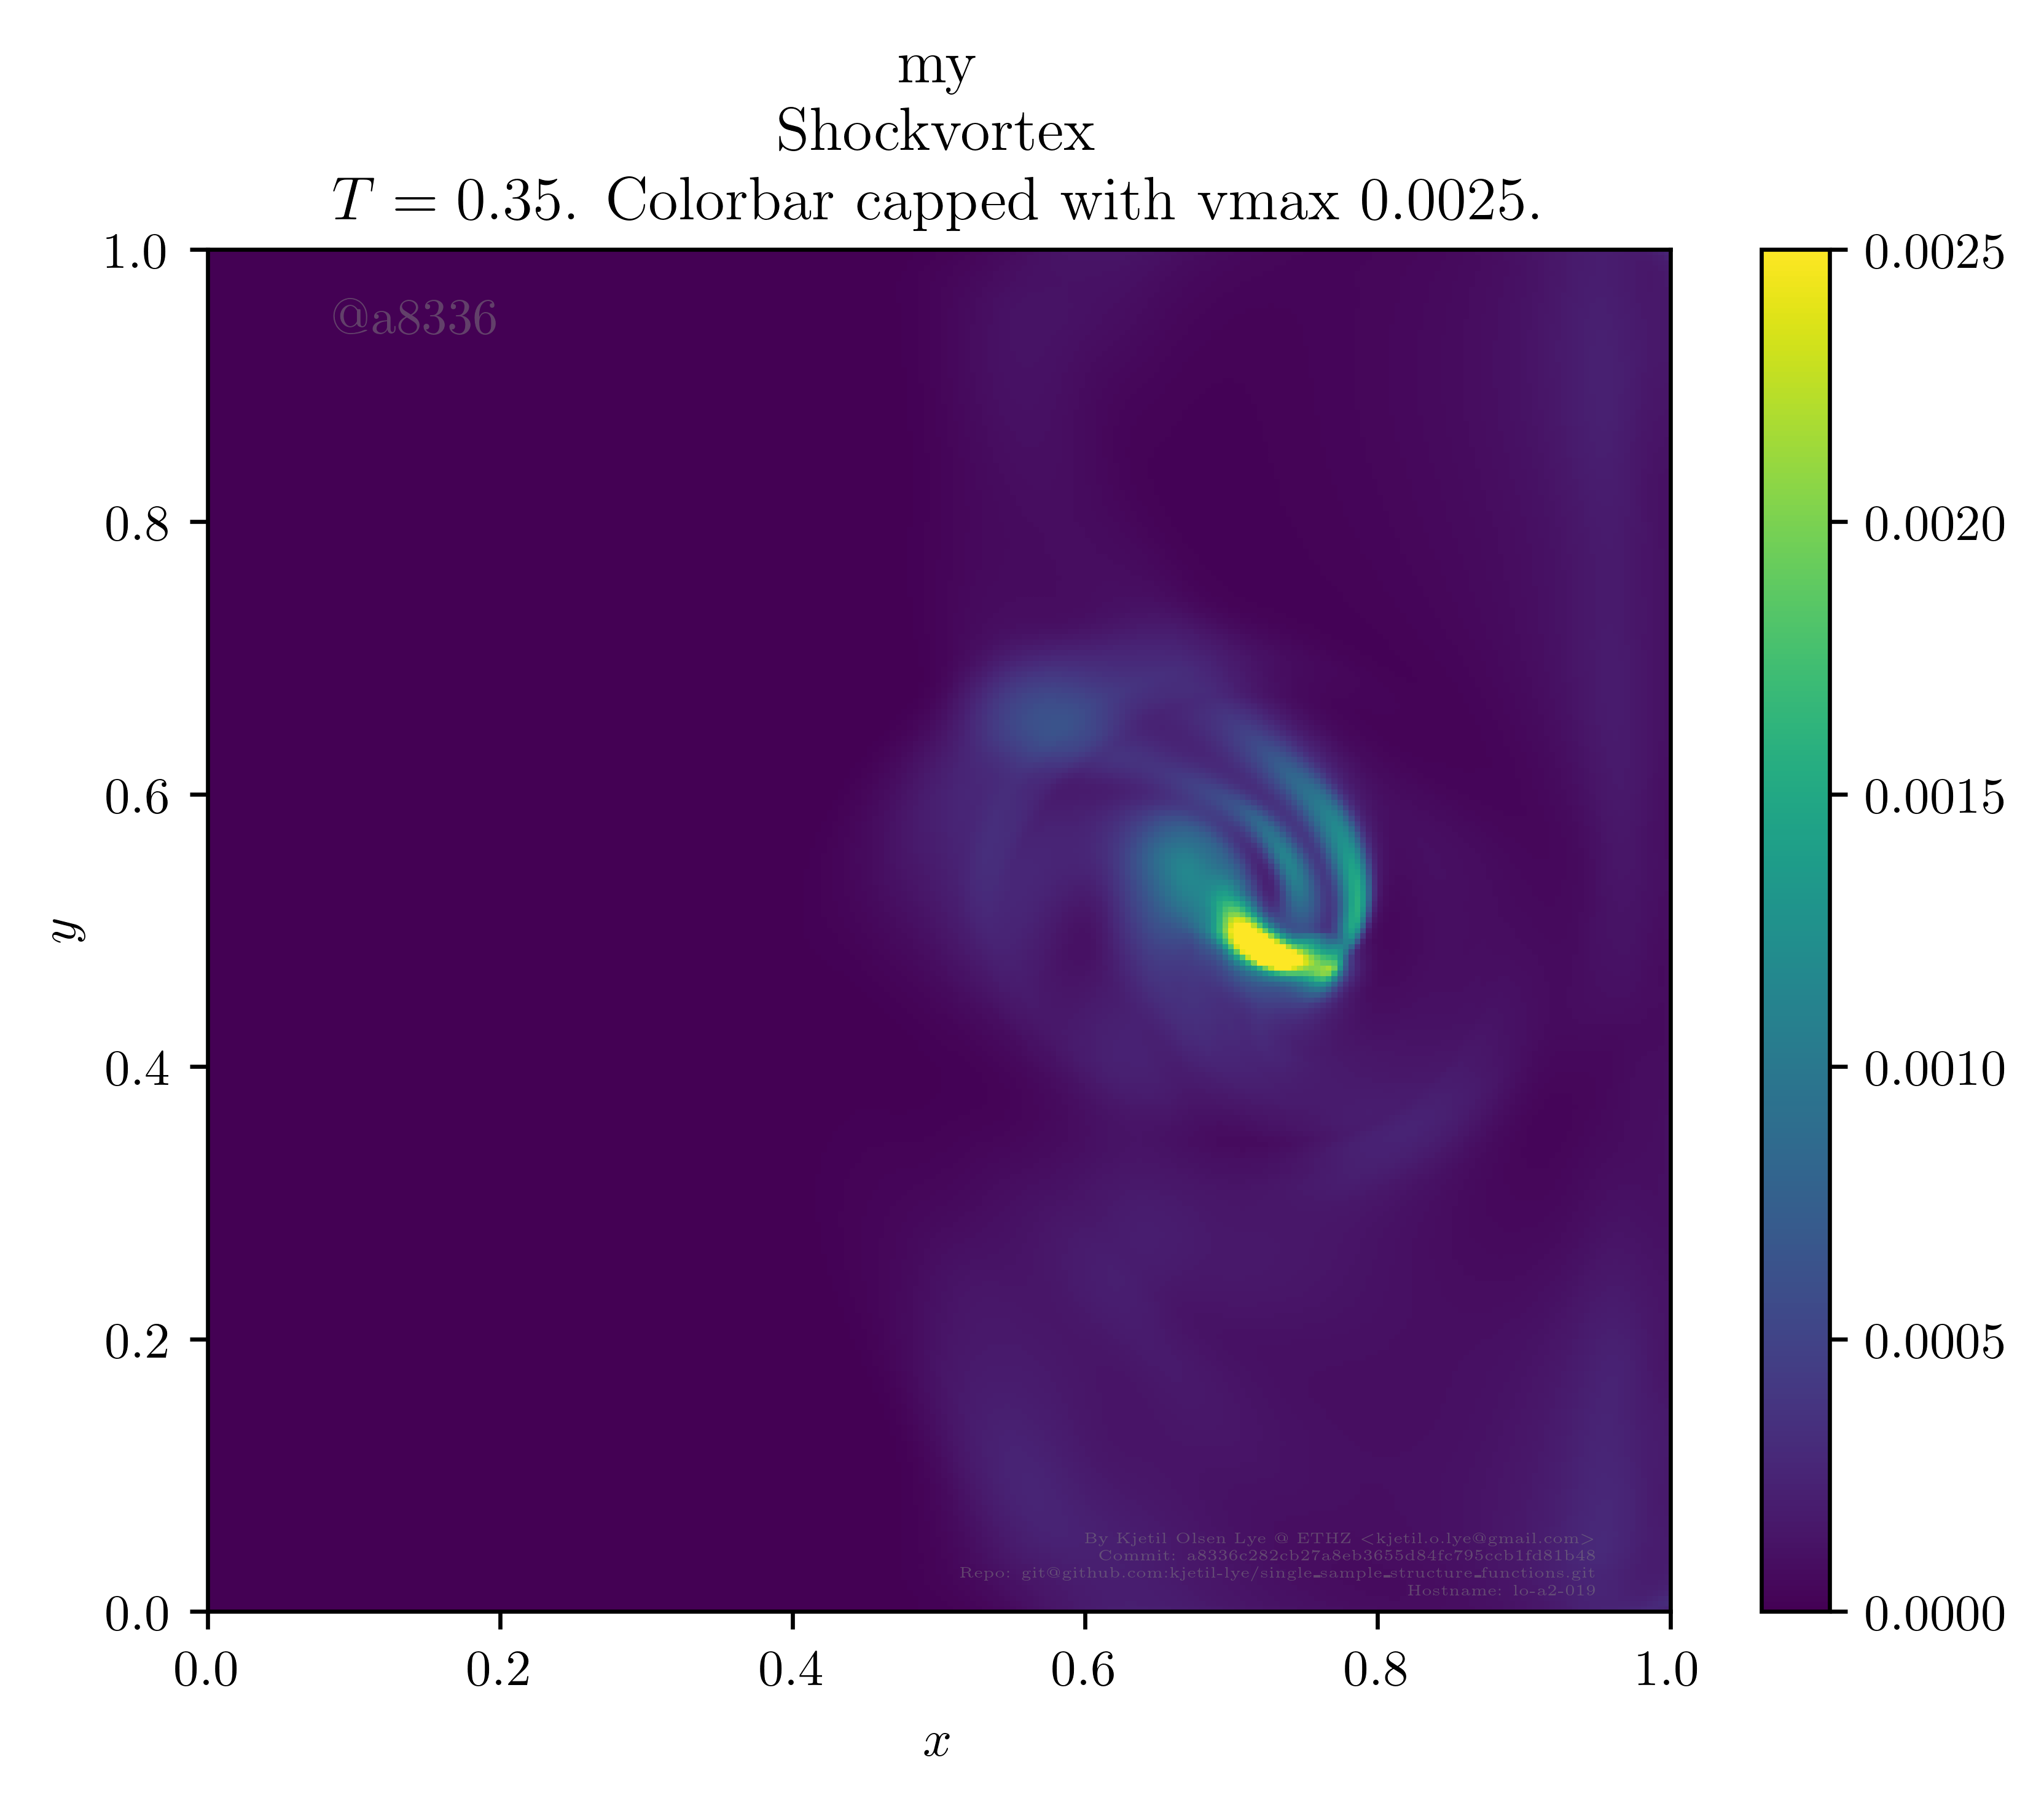 my
Shockvortex
T = 0.35. Colorbar capped with vmax 0.0025.
1.0
0.8
0.6
0.4
0.2
0.0
y
0.0 0.2 0.4 0.6 0.8 1.0
x
@a8336
By Kjetil Olsen Lye @ ETHZ <kjetil.o.lye@gmail.com>
Commit: a8336c282cb27a8eb3655d84fc795ccb1fd81b48
Repo: git@github.com:kjetil-lye/single_sample_structure_functions.git
Hostname: lo-a2-019
0.0025
0.0020
0.0015
0.0010
0.0005
0.0000